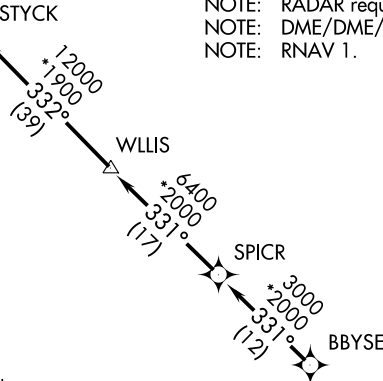 STYCK
NOTE: RADAR requ
NOTE: DME/DME/
NOTE: RNAV 1.
12000
*1900
332°
(39)
WLLIS
6400
*2000
331°
(17)
SPICR
3000
*2000
331°
(12)
BBYSE